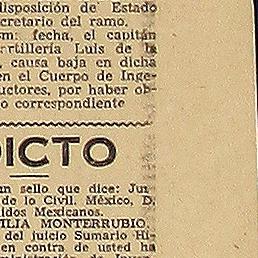 disposición de Estado
cretario del ramo.
sm: fecha, el capitán
rtillería Luis de la
, causa baja en dicha
en el Cuerpo de Inge-
uctores, por haber ob-
o correspondiente
DICTO
un sello que dice: Juz-
de lo Civil. México, D.
idos Mexicanos.
ILIA MONTERRUBIO
del juicio Sumario Hi-
en contra de usted ha